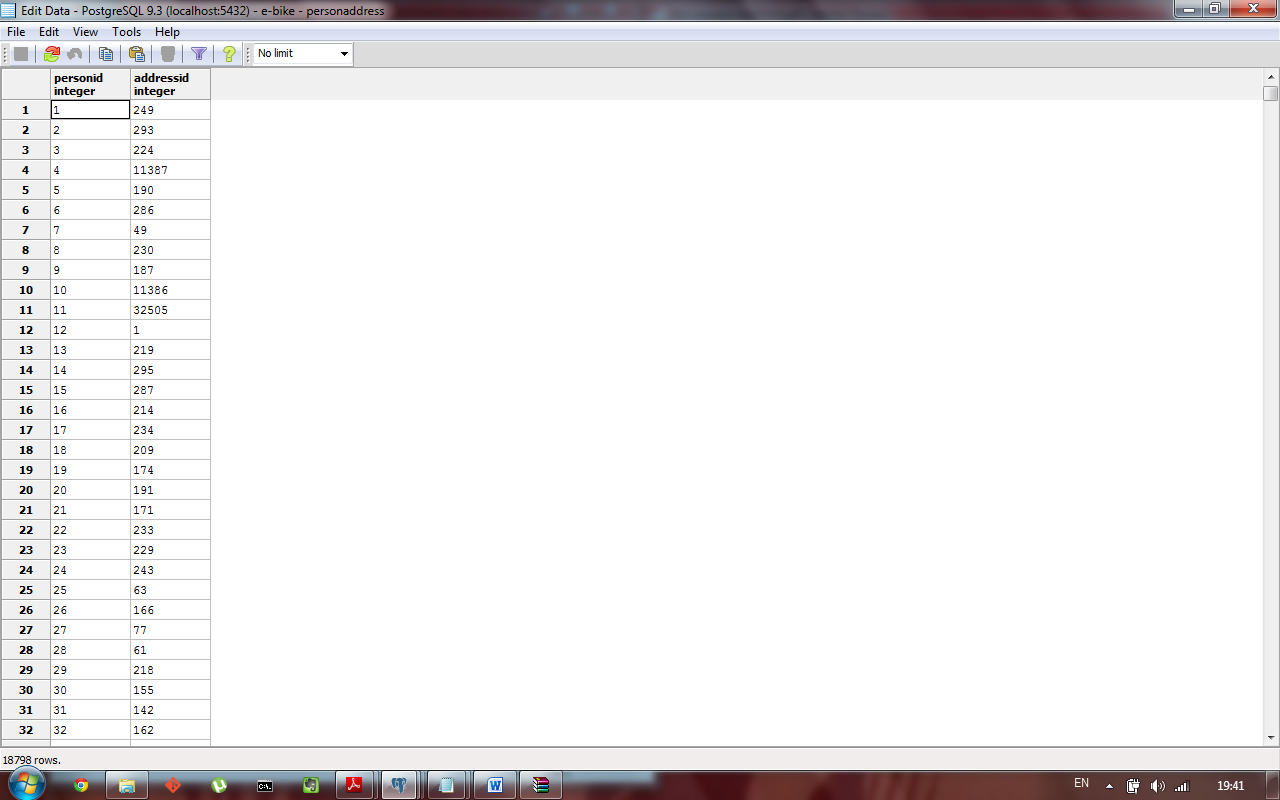 Edit Data - PostgreSQL 9.3 (localhost:5432) - e-bike - personaddress
File Edit View Tools Help
No limit
personid addressid
integer integer
1 1 249
2 2 293
3 3 224
4 4 11387
5 5 190
6 6 286
7 7 49
8 8 230
9 9 187
10 10 11386
11 11 32505
12 12 1
13 13 219
14 14 295
15 15 287
16 16 214
17 17 234
18 18 209
19 19 174
20 20 191
21 21 171
22 22 233
23 23 229
24 24 243
25 25 63
26 26 166
27 27 77
28 28 61
29 29 218
30 30 155
31 31 142
32 32 162
18798 rows.
EN 19:41